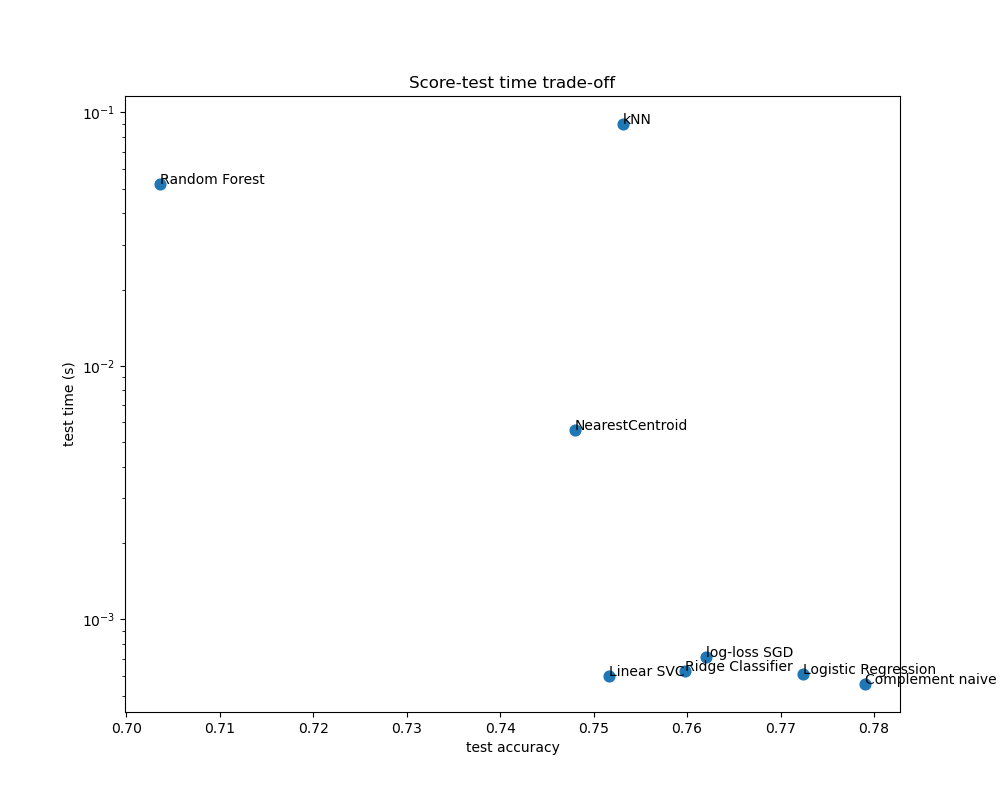 Score-test time trade-off
10⁻¹
kNN
Random Forest
10⁻²
test time (s)
NearestCentroid
10⁻³
log-loss SGD
Ridge Classifier
Linear SVC
Logistic Regression
Complement naive
0.70 0.71 0.72 0.73 0.74 0.75 0.76 0.77 0.78
test accuracy